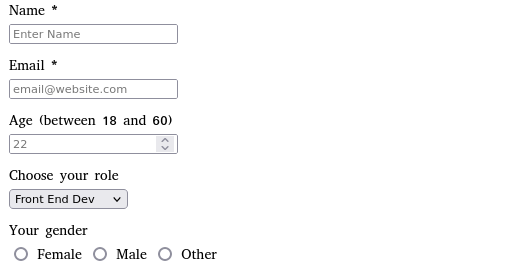 Name *
Enter Name
Email *
email@website.com
Age (between 18 and 60)
22
Choose your role
Front End Dev
Your gender
Female Male Other